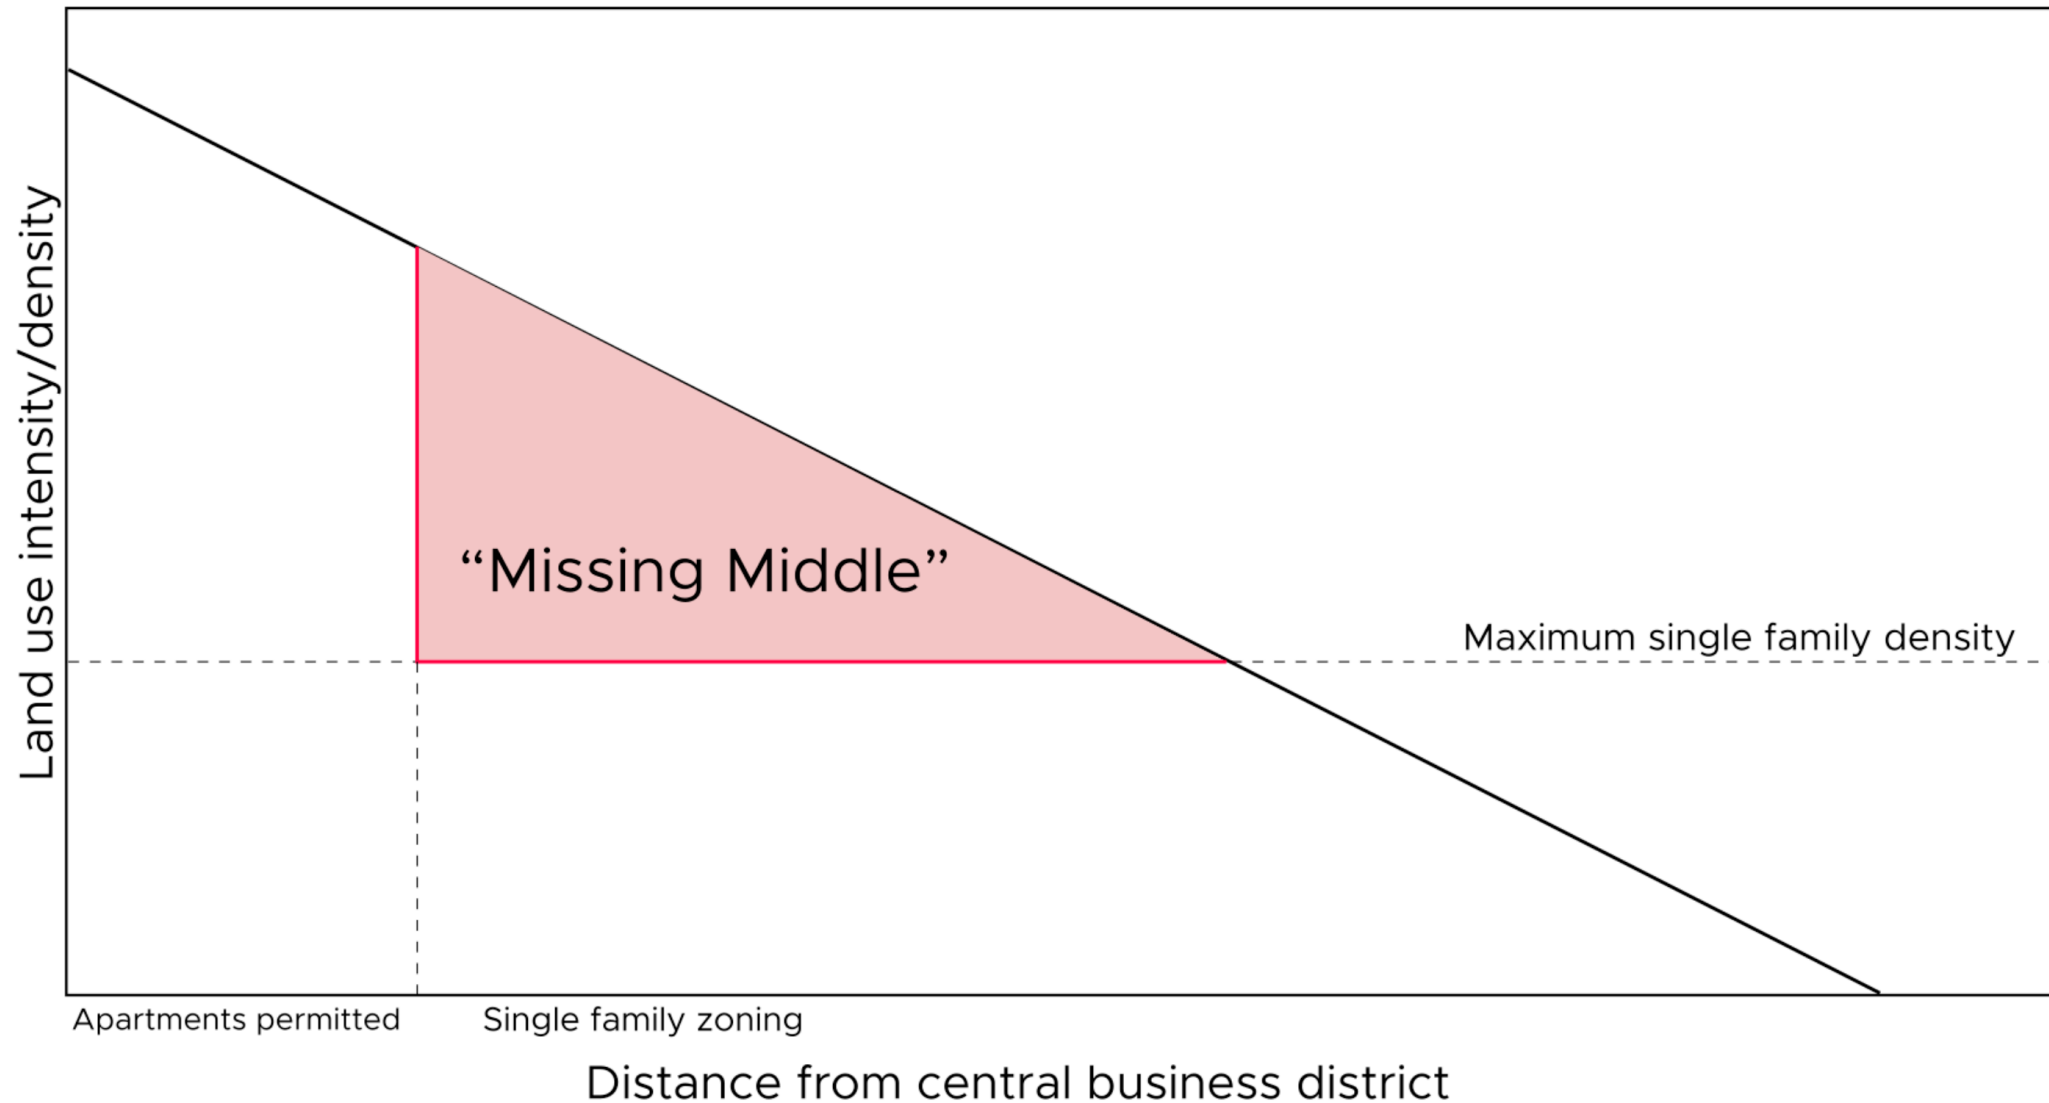 Land use intensity/density
“Missing Middle”
Maximum single family density
Apartments permitted
Single family zoning
Distance from central business district